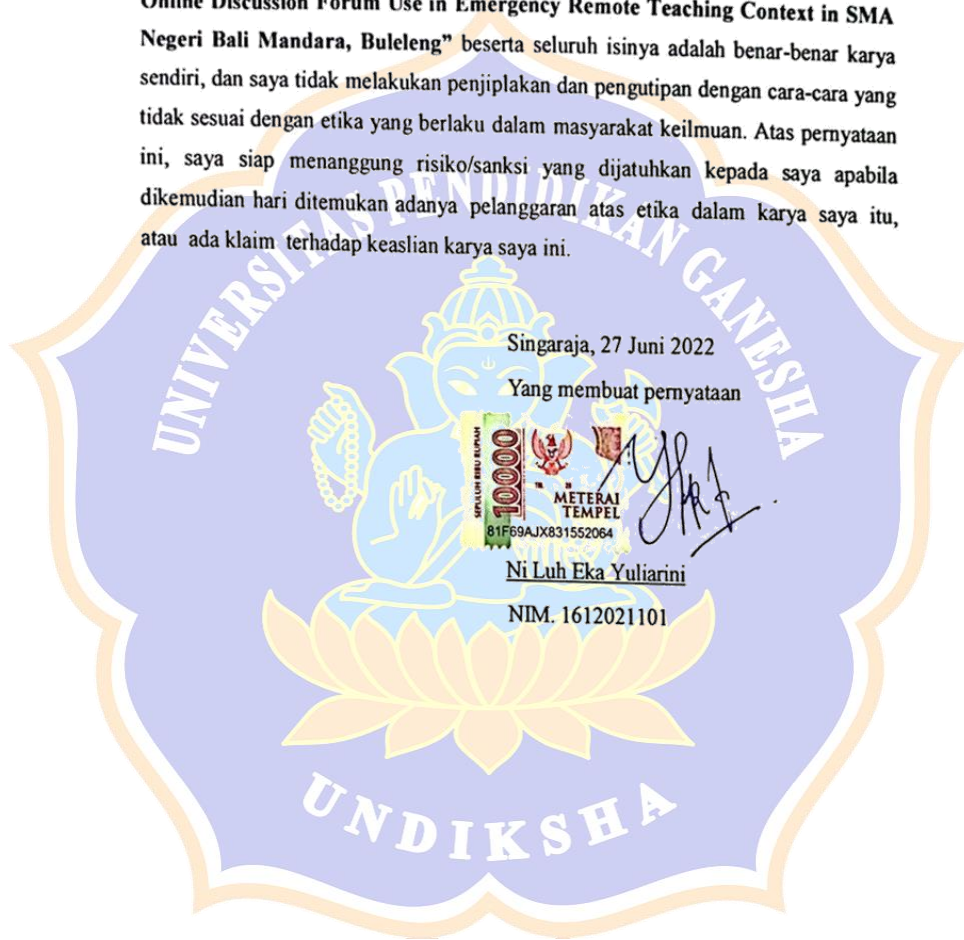 Online Discussion Forum Use in Emergency Remote Teaching Context in SMA
Negeri Bali Mandara, Buleleng” beserta seluruh isinya adalah benar-benar karya
sendiri, dan saya tidak melakukan penjiplakan dan pengutipan dengan cara-cara yang
tidak sesuai dengan etika yang berlaku dalam masyarakat keilmuan. Atas pernyataan
ini, saya siap menanggung risiko/sanksi yang dijatuhkan kepada saya apabila
dikemudian hari ditemukan adanya pelanggaran atas etika dalam karya saya itu,
atau ada klaim terhadap keaslian karya saya ini.
UNIVERSITAS PENDIDIKAN GANESHA
Singaraja, 27 Juni 2022
Yang membuat pernyataan
SEPULUH RIBU RUPIAH
10000
METERAI
TEMPEL
81F69AJX831552064
Ni Luh Eka Yuliarini
NIM. 1612021101
UNDIKSHA